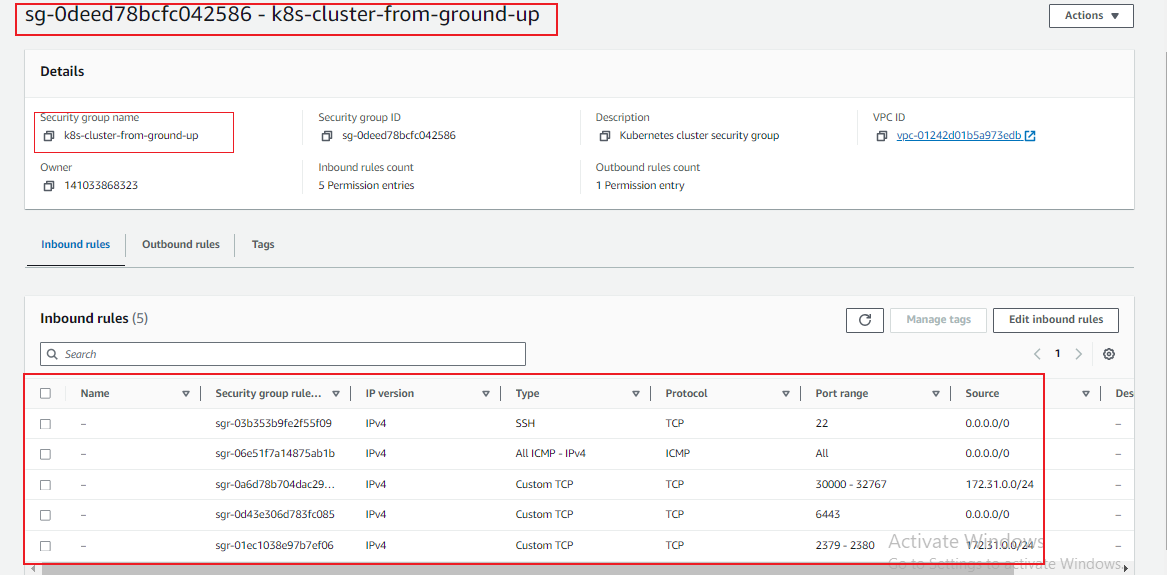 sg-0deed78bcfc042586 - k8s-cluster-from-ground-up
Actions
Details
Security group name
k8s-cluster-from-ground-up
Security group ID
sg-0deed78bcfc042586
Description
Kubernetes cluster security group
VPC ID
vpc-01242d01b5a973edb
Owner
141033868323
Inbound rules count
5 Permission entries
Outbound rules count
1 Permission entry
Inbound rules Outbound rules Tags
Inbound rules (5)
Manage tags
Edit inbound rules
Search
1
Name Security group rule... IP version Type Protocol Port range Source Des
– sgr-03b353b9fe2f55f09 IPv4 SSH TCP 22 0.0.0.0/0 –
– sgr-06e51f7a14875ab1b IPv4 All ICMP - IPv4 ICMP All 0.0.0.0/0 –
– sgr-0a6d78b704dac29... IPv4 Custom TCP TCP 30000 - 32767 172.31.0.0/24 –
– sgr-0d43e306d783fc085 IPv4 Custom TCP TCP 6443 0.0.0.0/0 –
– sgr-01ec1038e97b7ef06 IPv4 Custom TCP TCP 2379 - 2380 172.31.0.0/24 –
Activate Windows
Go to Settings to activate Windows.